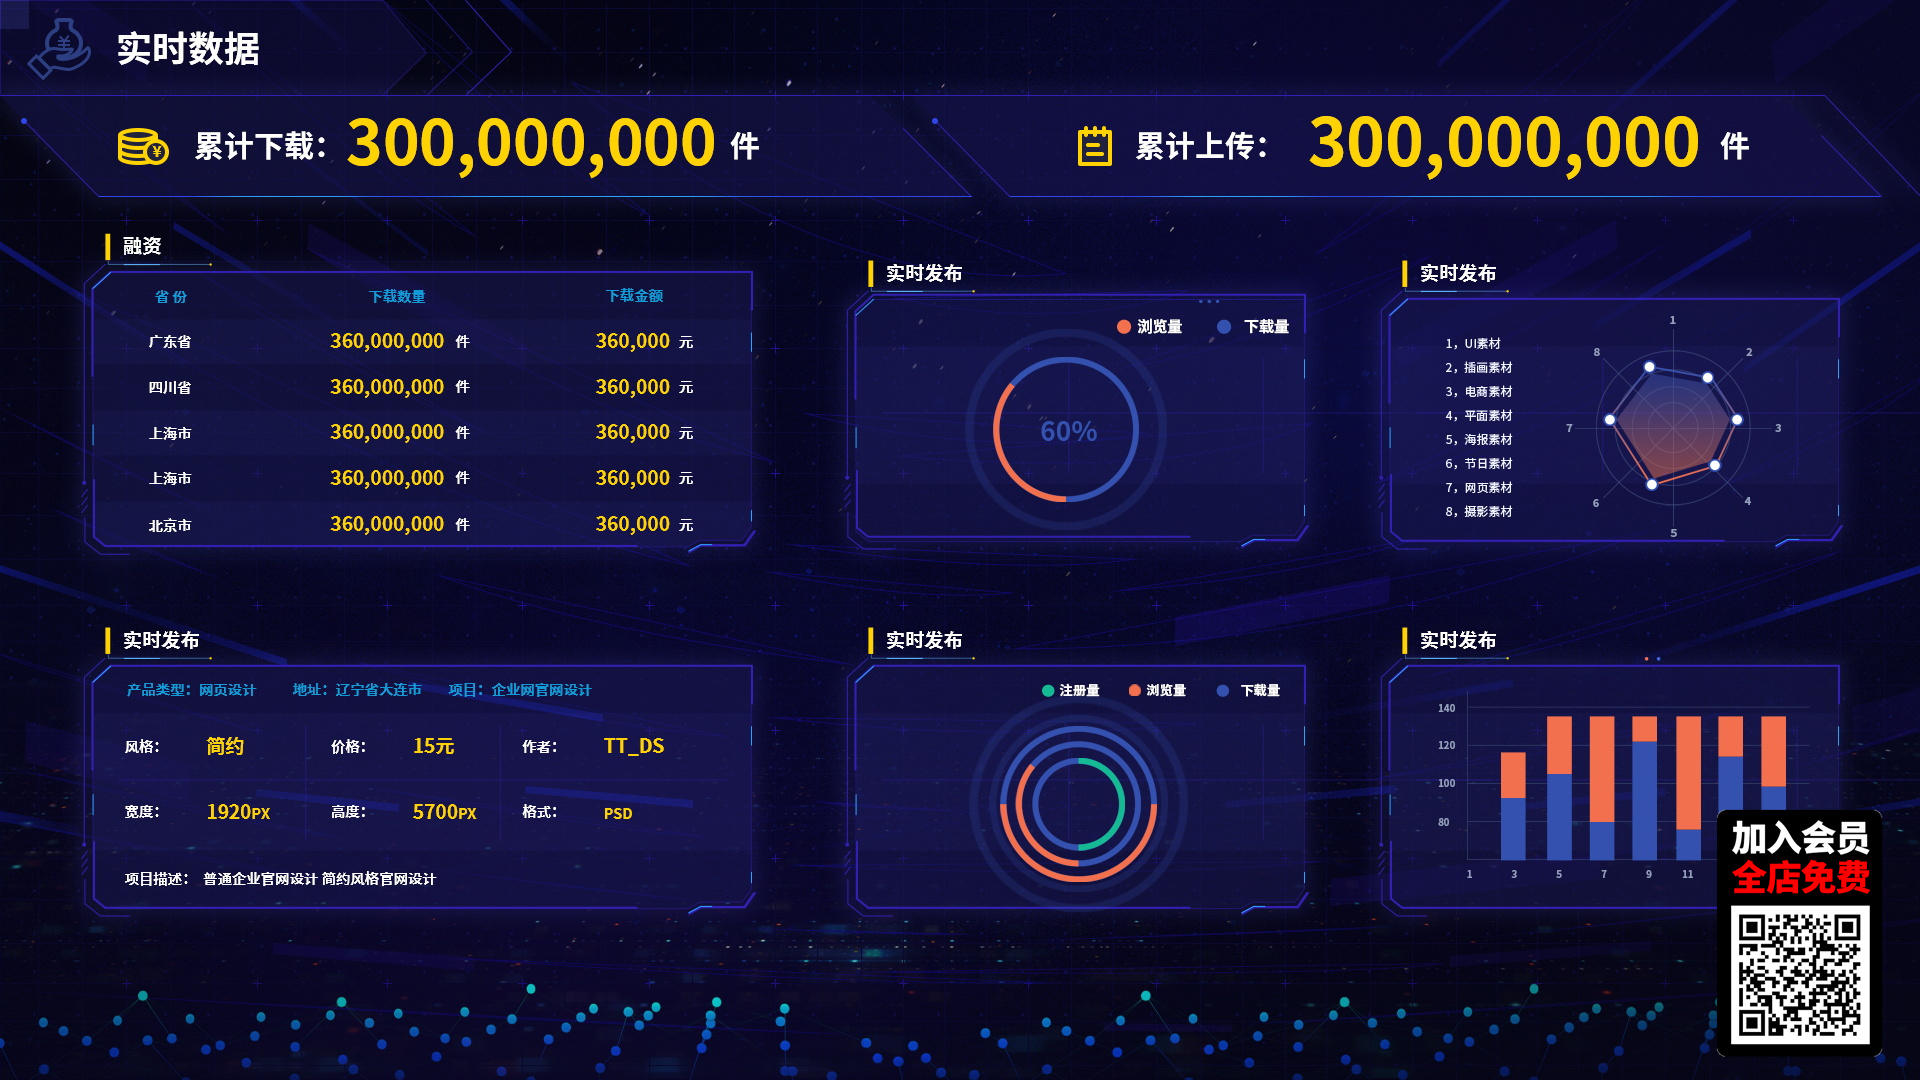 实时数据
累计下载: 300,000,000 件
累计上传: 300,000,000 件
融资
省 份 下载数量 下载金额
广东省 360,000,000 件 360,000 元
四川省 360,000,000 件 360,000 元
上海市 360,000,000 件 360,000 元
上海市 360,000,000 件 360,000 元
北京市 360,000,000 件 360,000 元
实时发布
浏览量 下载量
60%
实时发布
1，UI素材
2，插画素材
3，电商素材
4，平面素材
5，海报素材
6，节日素材
7，网页素材
8，摄影素材
1
2
3
4
5
6
7
8
实时发布
产品类型：网页设计 地址：辽宁省大连市 项目：企业网官网设计
风格： 简约 价格： 15元 作者： TT_DS
宽度： 1920PX 高度： 5700PX 格式： PSD
项目描述： 普通企业官网设计 简约风格官网设计
实时发布
注册量 浏览量 下载量
实时发布
140
120
100
80
1 3 5 7 9 11
加入会员
全店免费